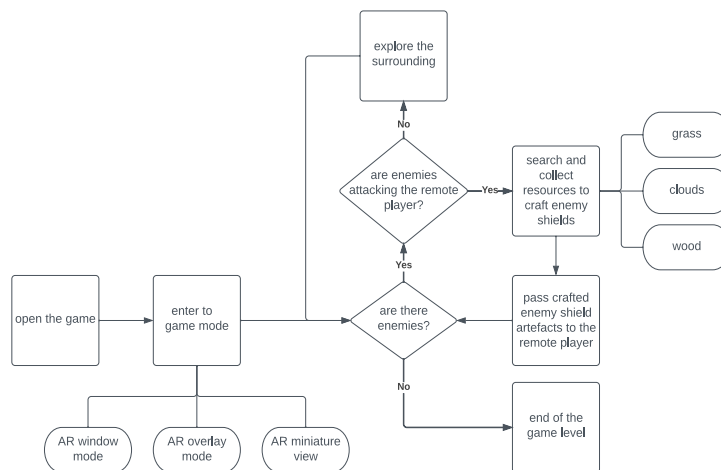 explore the
surrounding
No
are enemies
attacking the remote
player?
Yes
search and
collect
resources to
craft enemy
shields
grass
clouds
wood
Yes
open the game
enter to
game mode
are there
enemies?
pass crafted
enemy shield
artefacts to the
remote player
No
end of the
game level
AR window
mode
AR overlay
mode
AR miniature
view